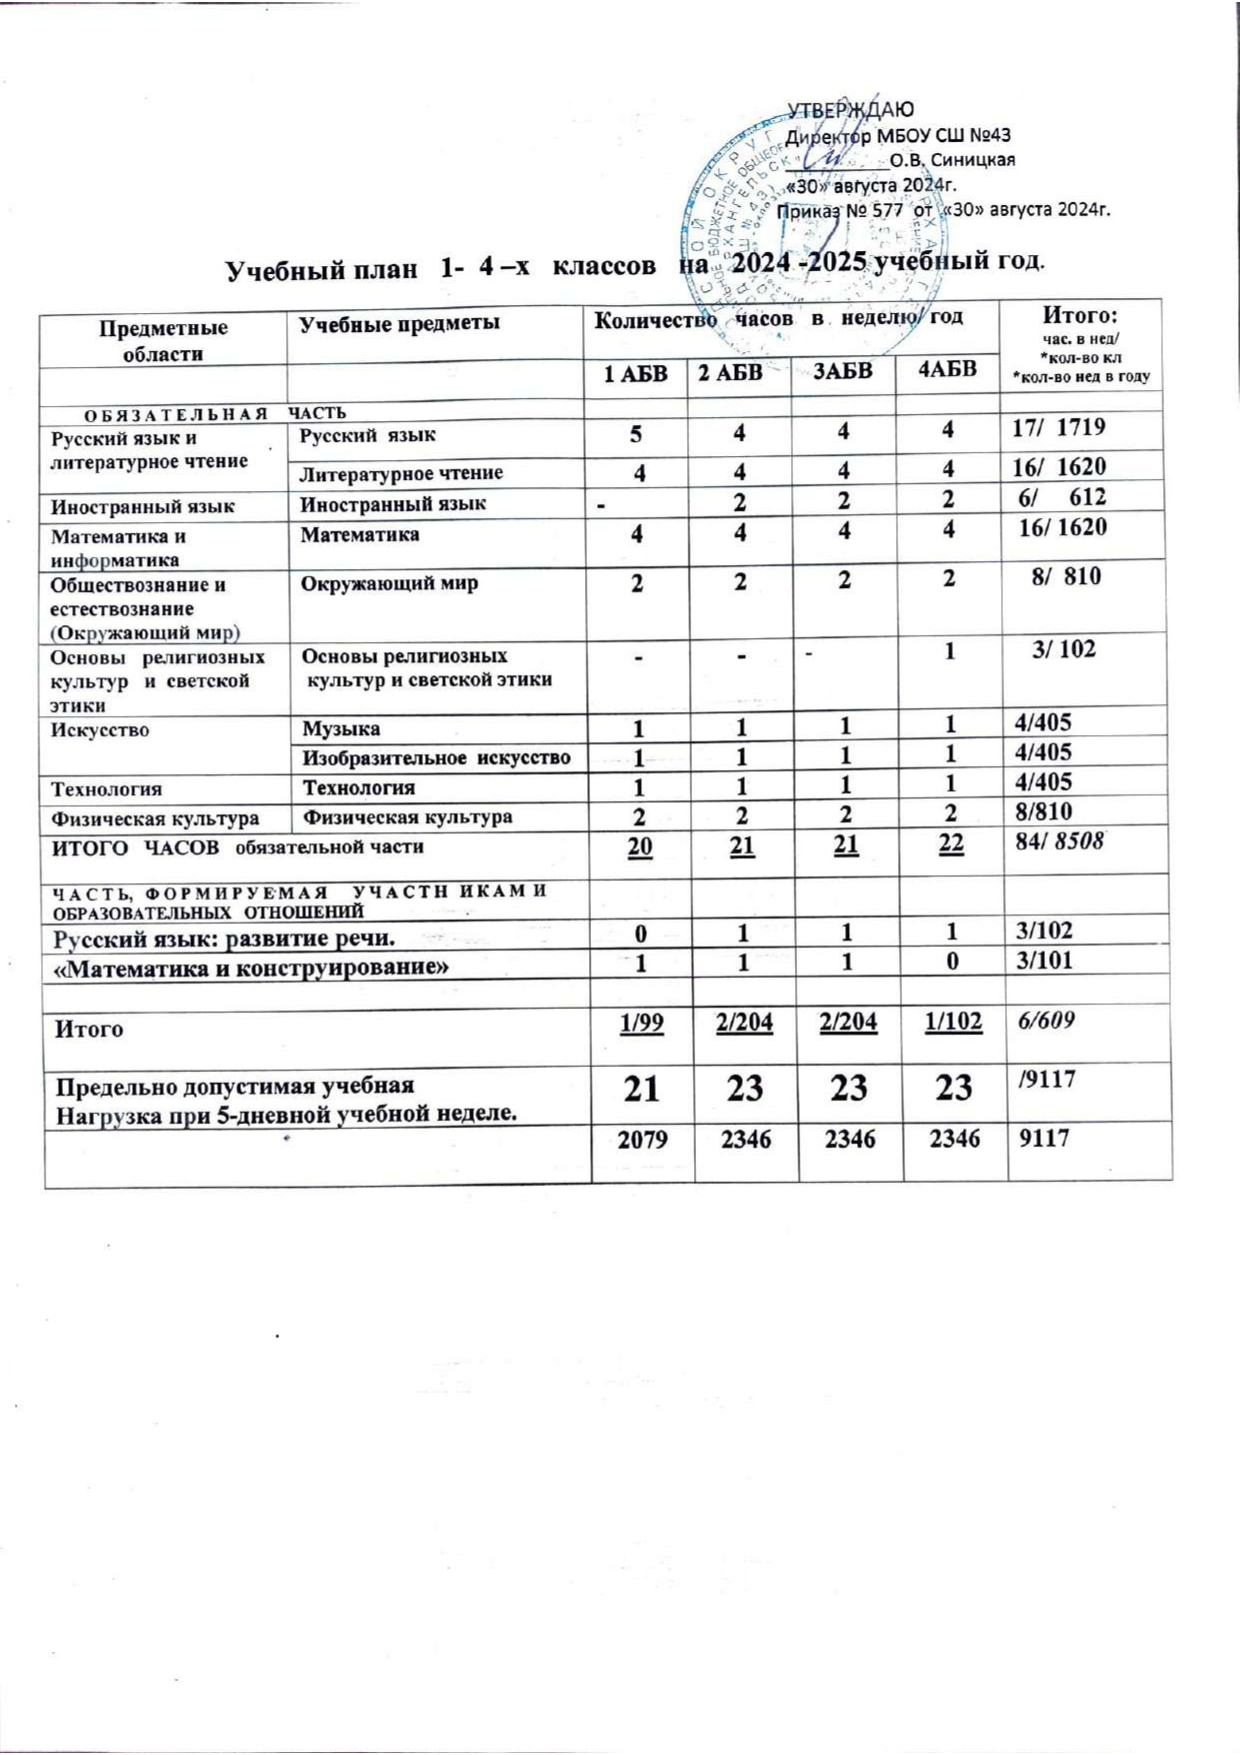 УТВЕРЖДАЮ
Директор МБОУ СШ №43
О.В. Синицкая
«30» августа 2024г.
Приказ № 577 от «30» августа 2024г.
Учебный план 1- 4 –х классов на 2024 -2025 учебный год.
Предметные области Учебные предметы Количество часов в неделю/ год Итого:
час. в нед/
*кол-во кл
*кол-во нед в году
1 АБВ 2 АБВ 3АБВ 4АБВ
ОБЯЗАТЕЛЬНАЯ ЧАСТЬ
Русский язык и
литературное чтение
Русский язык 5 4 4 4 17/ 1719
Литературное чтение 4 4 4 4 16/ 1620
Иностранный язык Иностранный язык - 2 2 2 6/ 612
Математика и
информатика
Математика 4 4 4 4 16/ 1620
Обществознание и
естествознание
(Окружающий мир)
Окружающий мир 2 2 2 2 8/ 810
Основы религиозных
культур и светской
этики
Основы религиозных
культур и светской этики
- - - 1 3/ 102
Искусство Музыка 1 1 1 1 4/405
Изобразительное искусство 1 1 1 1 4/405
Технология Технология 1 1 1 1 4/405
Физическая культура Физическая культура 2 2 2 2 8/810
ИТОГО ЧАСОВ обязательной части 20 21 21 22 84/ 8508
ЧАСТЬ, ФОРМИРУЕМАЯ УЧАСТНИКАМИ
ОБРАЗОВАТЕЛЬНЫХ ОТНОШЕНИЙ
Русский язык: развитие речи. 0 1 1 1 3/102
«Математика и конструирование» 1 1 1 0 3/101
Итого 1/99 2/204 2/204 1/102 6/609
Предельно допустимая учебная
Нагрузка при 5-дневной учебной неделе.
21 23 23 23 /9117
2079 2346 2346 2346 9117